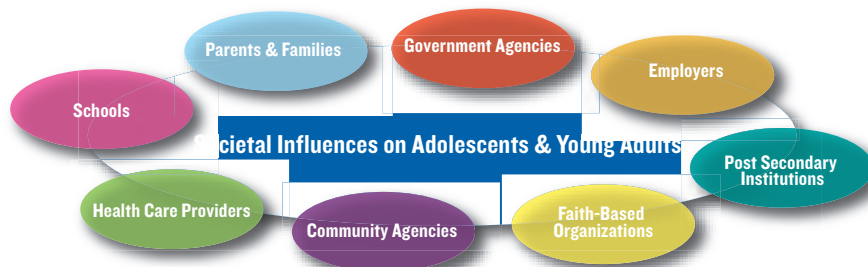 Parents & Families
Government Agencies
Employers
Schools
Societal Influences on Adolescents & Young Adults
Post Secondary
Institutions
Health Care Providers
Community Agencies
Faith-Based
Organizations